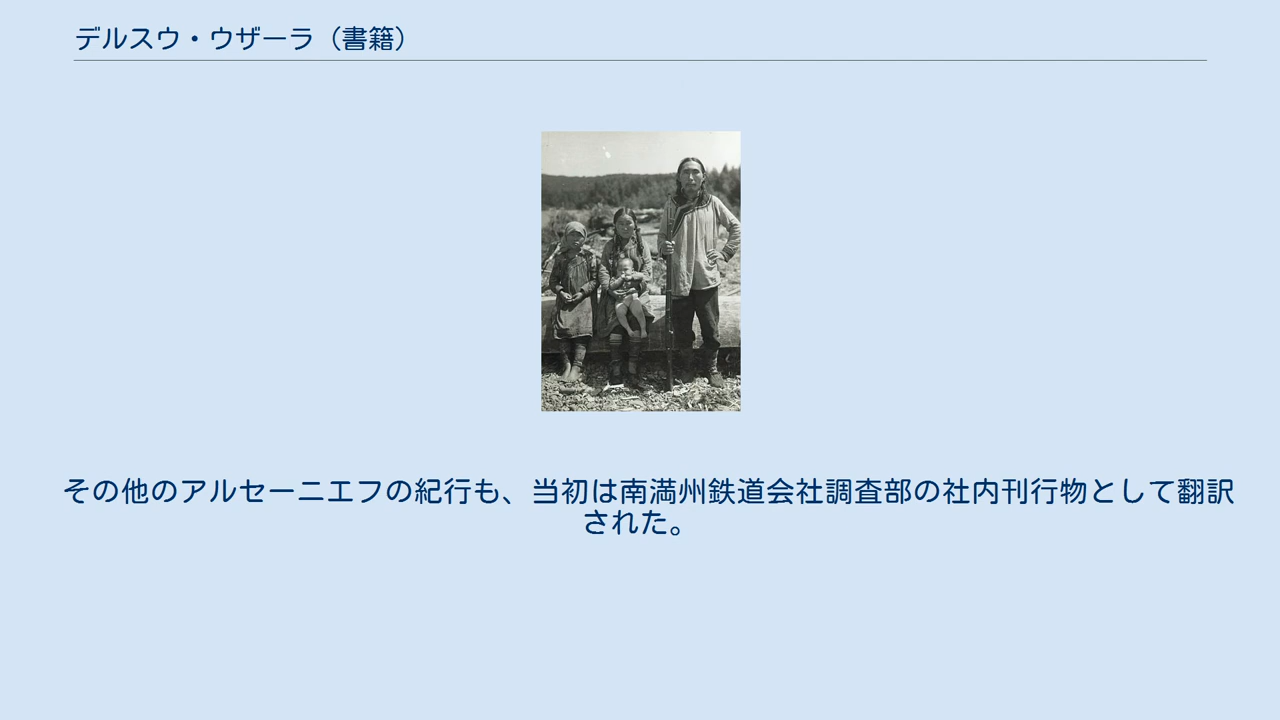 デルスウ・ウザーラ（書籍）
その他のアルセーニエフの紀行も、当初は南満州鉄道会社調査部の社内刊行物として翻訳
された。